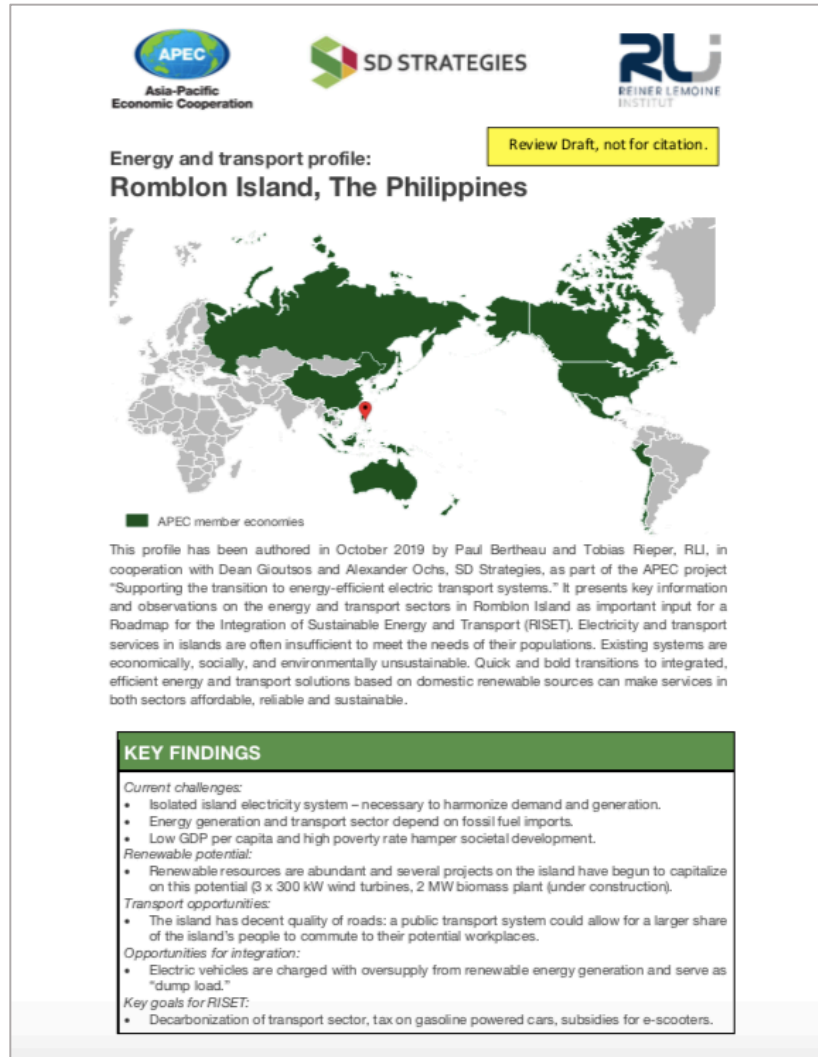 APEC
Asia-Pacific
Economic Cooperation
SD STRATEGIES
RLI
REINER LEMOINE
INSTITUT
Review Draft, not for citation.
Energy and transport profile:
Romblon Island, The Philippines
APEC member economies
This profile has been authored in October 2019 by Paul Bertheau and Tobias Rieper, RLI, in
cooperation with Dean Gioutsos and Alexander Ochs, SD Strategies, as part of the APEC project
“Supporting the transition to energy-efficient electric transport systems.” It presents key information
and observations on the energy and transport sectors in Romblon Island as important input for a
Roadmap for the Integration of Sustainable Energy and Transport (RISET). Electricity and transport
services in islands are often insufficient to meet the needs of their populations. Existing systems are
economically, socially, and environmentally unsustainable. Quick and bold transitions to integrated,
efficient energy and transport solutions based on domestic renewable sources can make services in
both sectors affordable, reliable and sustainable.
KEY FINDINGS
Current challenges:
• Isolated island electricity system – necessary to harmonize demand and generation.
• Energy generation and transport sector depend on fossil fuel imports.
• Low GDP per capita and high poverty rate hamper societal development.
Renewable potential:
• Renewable resources are abundant and several projects on the island have begun to capitalize
on this potential (3 x 300 kW wind turbines, 2 MW biomass plant (under construction).
Transport opportunities:
• The island has decent quality of roads: a public transport system could allow for a larger share
of the island’s people to commute to their potential workplaces.
Opportunities for integration:
• Electric vehicles are charged with oversupply from renewable energy generation and serve as
“dump load.”
Key goals for RISET:
• Decarbonization of transport sector, tax on gasoline powered cars, subsidies for e-scooters.